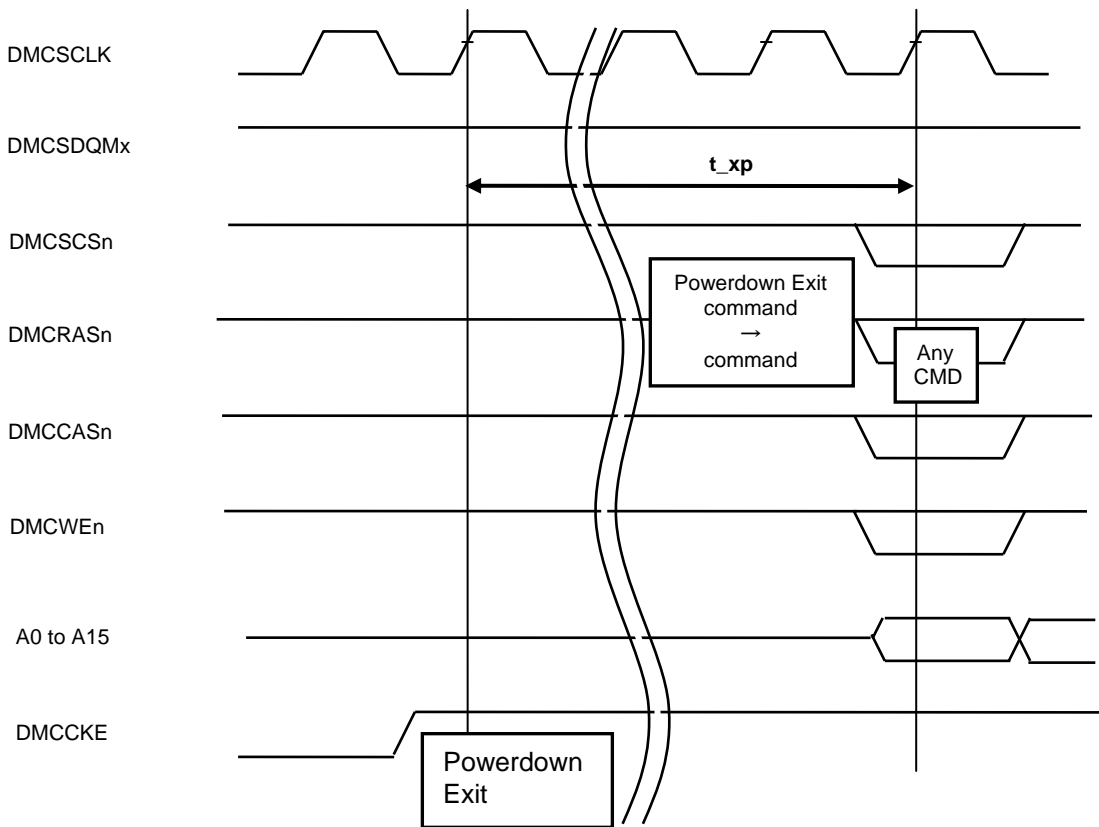 DMCSCLK
DMCSDQMx
t_xp
DMCSCSn
Powerdown Exit
command
→
command
DMCRASn
Any
CMD
DMCCASn
DMCWEn
A0 to A15
DMCCKE
Powerdown
Exit